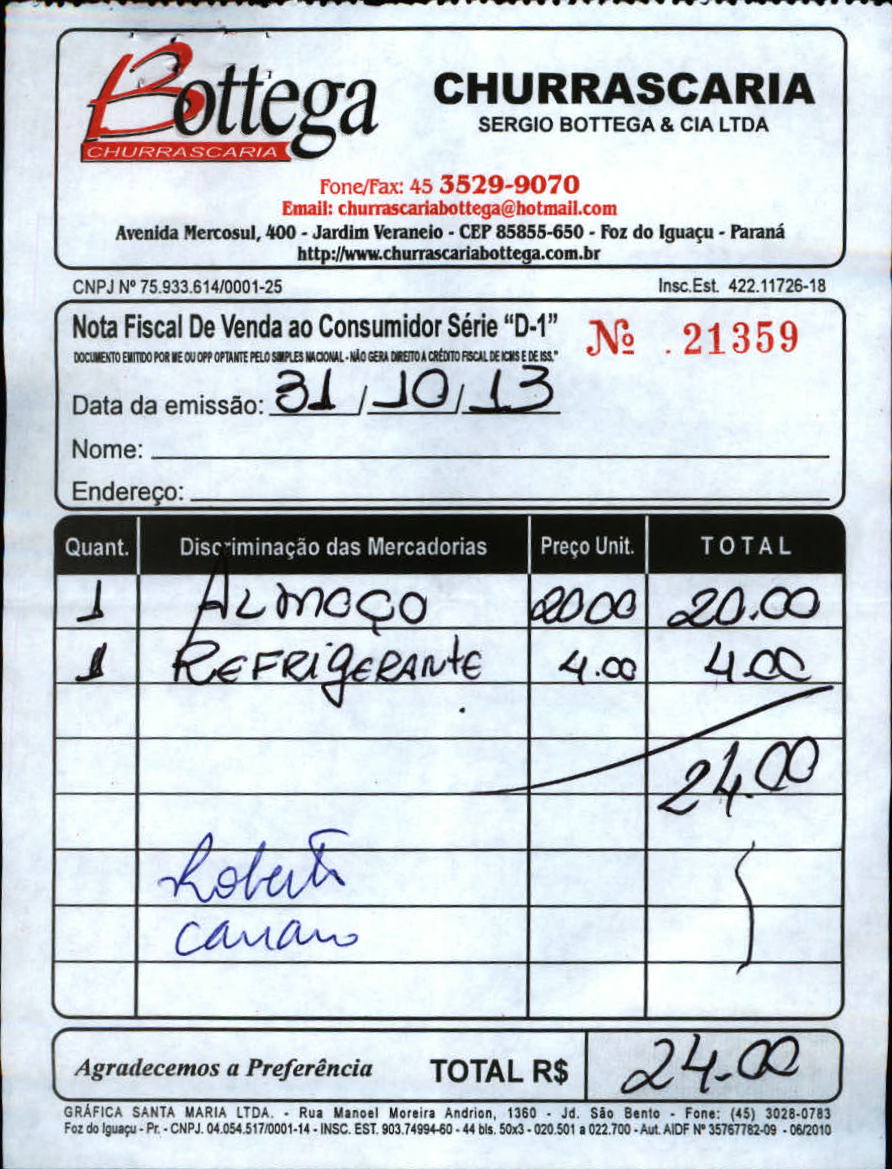 Bottega
CHURRASCARIA
CHURRASCARIA
SERGIO BOTTEGA & CIA LTDA
Fone/Fax: 45 3529-9070
Email: churrascariabottega@hotmail.com
Avenida Mercosul, 400 - Jardim Veraneio - CEP 85855-650 - Foz do Iguaçu - Paraná
http://www.churrascariabottega.com.br
CNPJ Nº 75.933.614/0001-25 Insc.Est. 422.11726-18
Nota Fiscal De Venda ao Consumidor Série "D-1" Nº . 21359
DOCUMENTO EMITIDO POR ME OU OPP OPTANTE PELO SIMPLES NACIONAL - NÃO GERA DIREITO A CRÉDITO FISCAL DE ICMS E DE ISS."
Data da emissão: 31/10/13
Nome:
Endereço:
Quant. Discriminação das Mercadorias Preço Unit. TOTAL
1 ALMOÇO 2000 20.00
1 REFRIGERANTE 4.00 4.00
24.00
Agradecemos a Preferência TOTAL R$ 24.00
GRÁFICA SANTA MARIA LTDA. - Rua Manoel Moreira Andrion, 1360 - Jd. São Bento - Fone: (45) 3028-0783
Foz do Iguaçu - Pr. - CNPJ. 04.054.517/0001-14 - INSC. EST. 903.74994-60 - 44 bls. 50x3 - 020.501 a 022.700 - Aut. AIDF Nº 35767782-09 - 06/2010